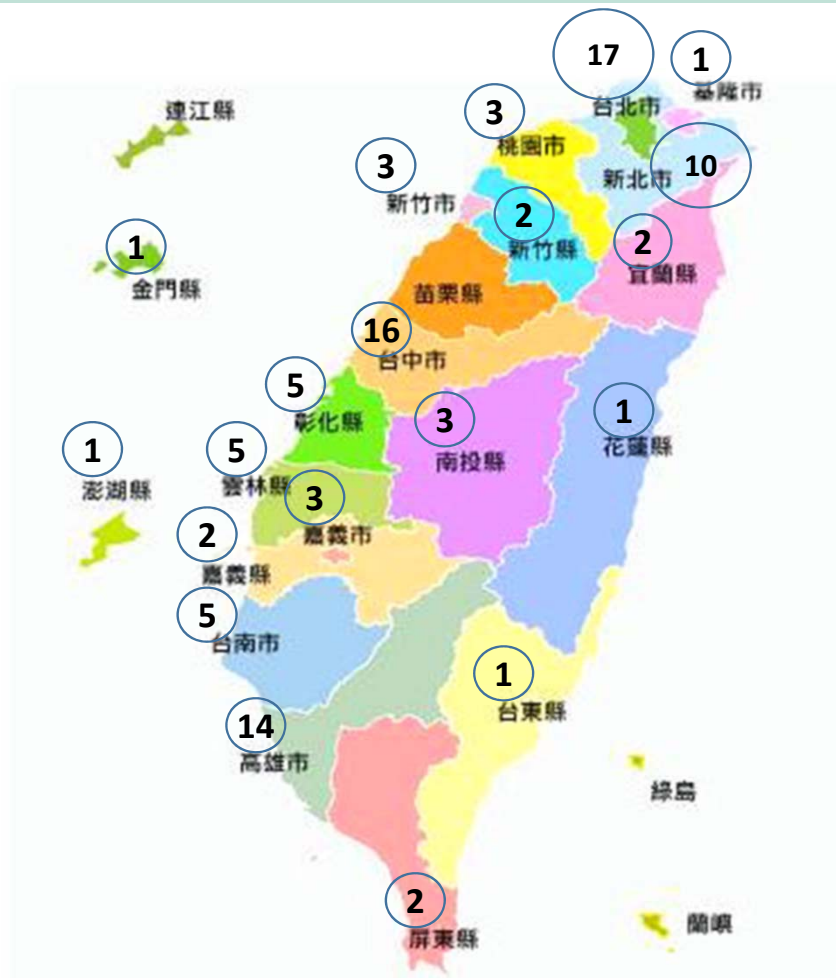 17
1
基隆市
台北市
連江縣
3
桃園市
3
新竹市
10
新北市
2
新竹縣
2
宜蘭縣
1
金門縣
苗栗縣
16
台中市
5
彰化縣
3
南投縣
1
花蓮縣
1
澎湖縣
5
雲林縣
3
嘉義市
2
嘉義縣
5
台南市
1
台東縣
14
高雄市
綠島
2
屏東縣
蘭嶼